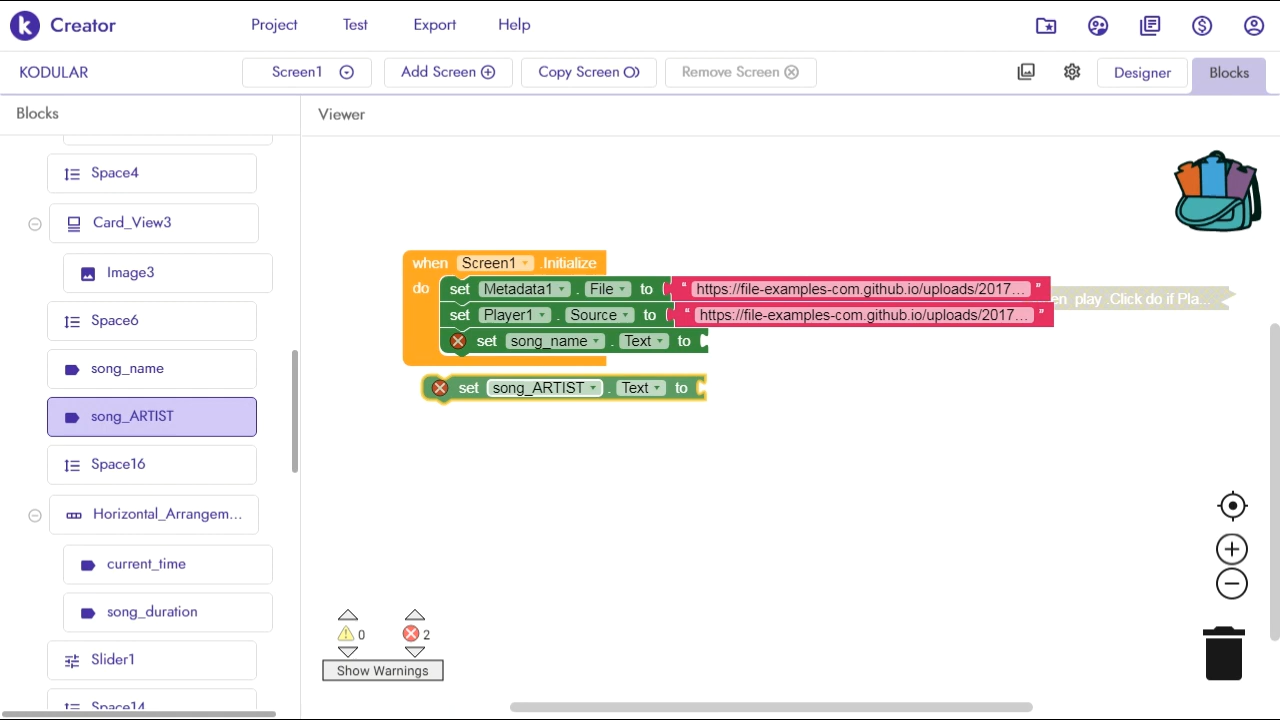 Creator
Project
Test
Export
Help
KODULAR
Screen1
Add Screen
Copy Screen
Remove Screen
Designer
Blocks
Blocks
Viewer
Space4
Card_View3
Image3
Space6
song_name
song_ARTIST
Space16
Horizontal_Arrangem...
current_time
song_duration
Slider1
Space14
when Screen1 .Initialize
do set Metadata1 . File to " https://file-examples-com.github.io/uploads/2017... "
en play .Click do if Pla...
set Player1 . Source to " https://file-examples-com.github.io/uploads/2017... "
set song_name . Text to
set song_ARTIST . Text to
0
2
Show Warnings